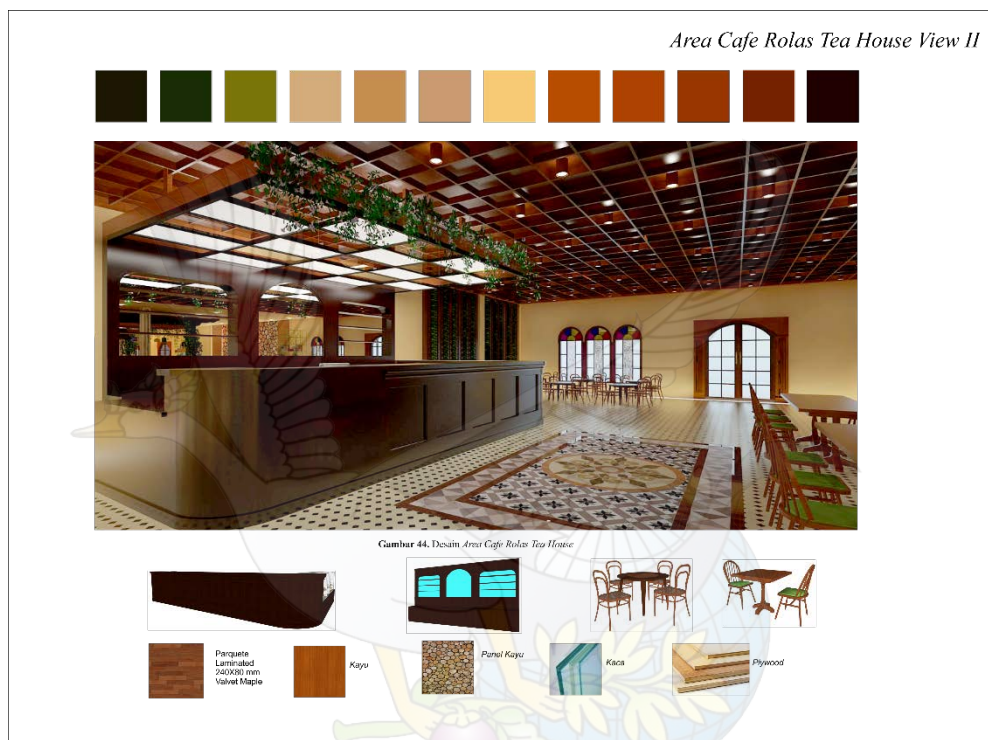 Area Cafe Rolas Tea House View II
Gambar 44. Desain Area Cafe Rolas Tea House
Parquete
Laminated
240X80 mm
Valvet Maple
Kayu
Panel Kayu
Kaca
Plywood